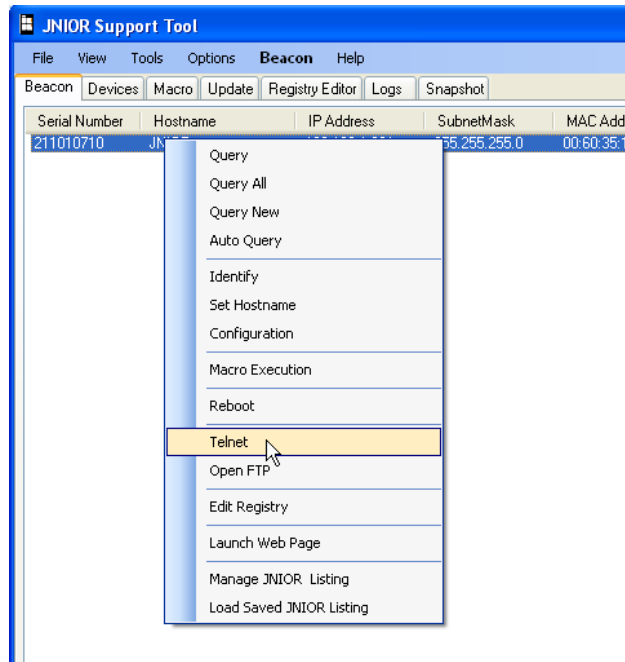 JNIOR Support Tool
File View Tools Options Beacon Help
Beacon Devices Macro Update Registry Editor Logs Snapshot
Serial Number Hostname IP Address SubnetMask MAC Add
211010710 255.255.255.0 00:60:35:1
Query
Query All
Query New
Auto Query
Identify
Set Hostname
Configuration
Macro Execution
Reboot
Telnet
Open FTP
Edit Registry
Launch Web Page
Manage JNIOR Listing
Load Saved JNIOR Listing